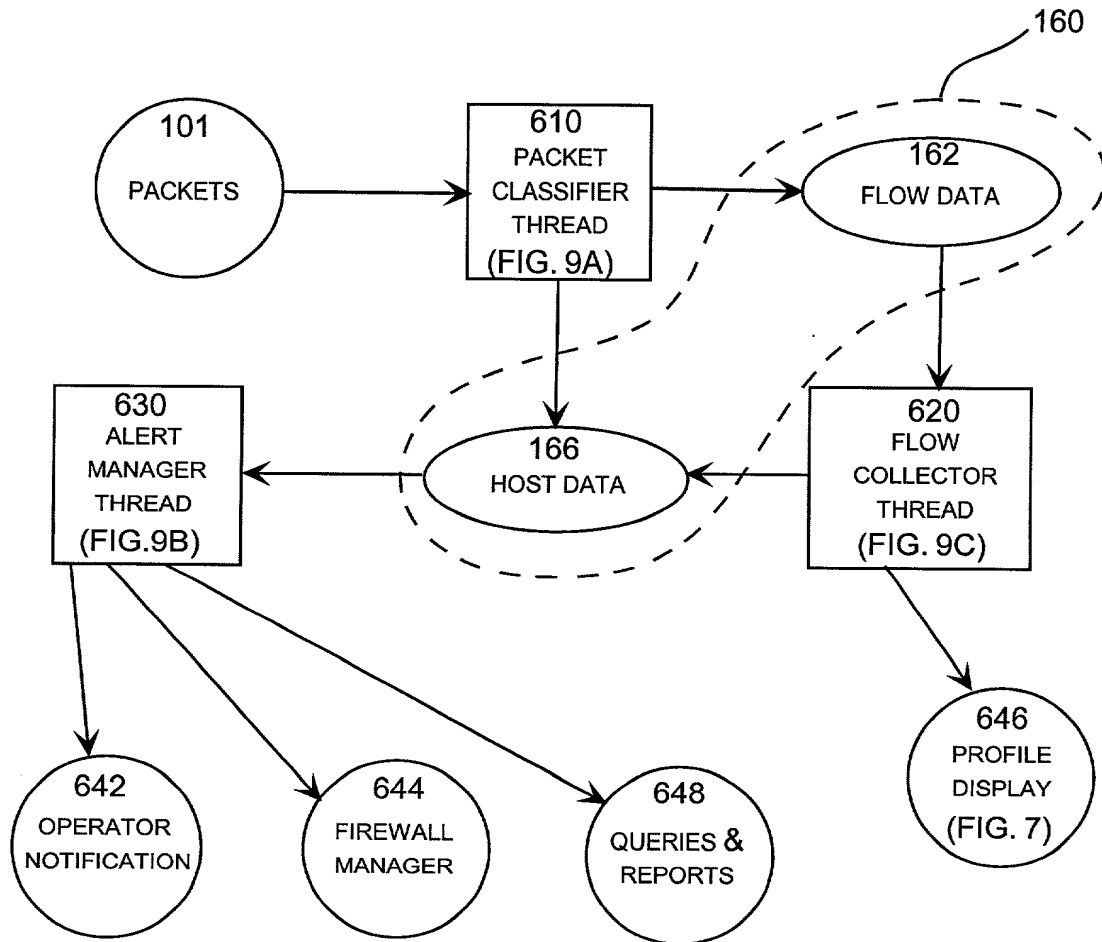 160
101
PACKETS
610
PACKET
CLASSIFIER
THREAD
(FIG. 9A)
162
FLOW DATA
630
ALERT
MANAGER
THREAD
(FIG.9B)
166
HOST DATA
620
FLOW
COLLECTOR
THREAD
(FIG. 9C)
642
OPERATOR
NOTIFICATION
644
FIREWALL
MANAGER
648
QUERIES &
REPORTS
646
PROFILE
DISPLAY
(FIG. 7)